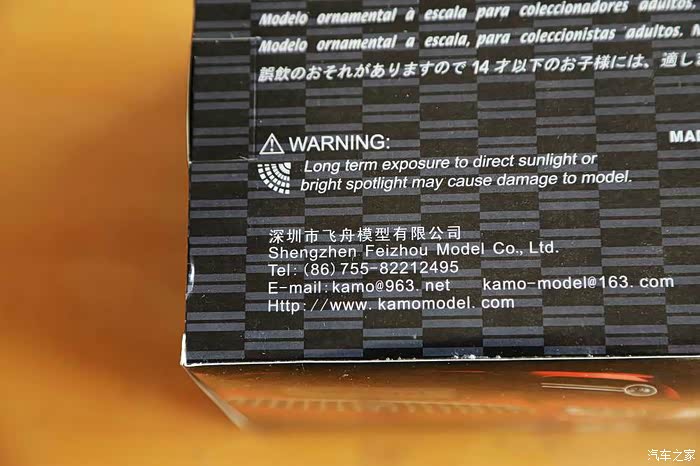 Modelo ornamental à escala para coleccionadores adultos.
Modelo ornamental a escala, para coleccionistas adultos. N
誤飲のおそれがありますので 14 才以下のお子様には、適し
WARNING:
Long term exposure to direct sunlight or
bright spotlight may cause damage to model.
MA
深圳市飞舟模型有限公司
Shengzhen Feizhou Model Co., Ltd.
Tel:(86)755-82212495
E-mail:kamo@963.net kamo-model@163.com
Http://www.kamomodel.com
汽车之家